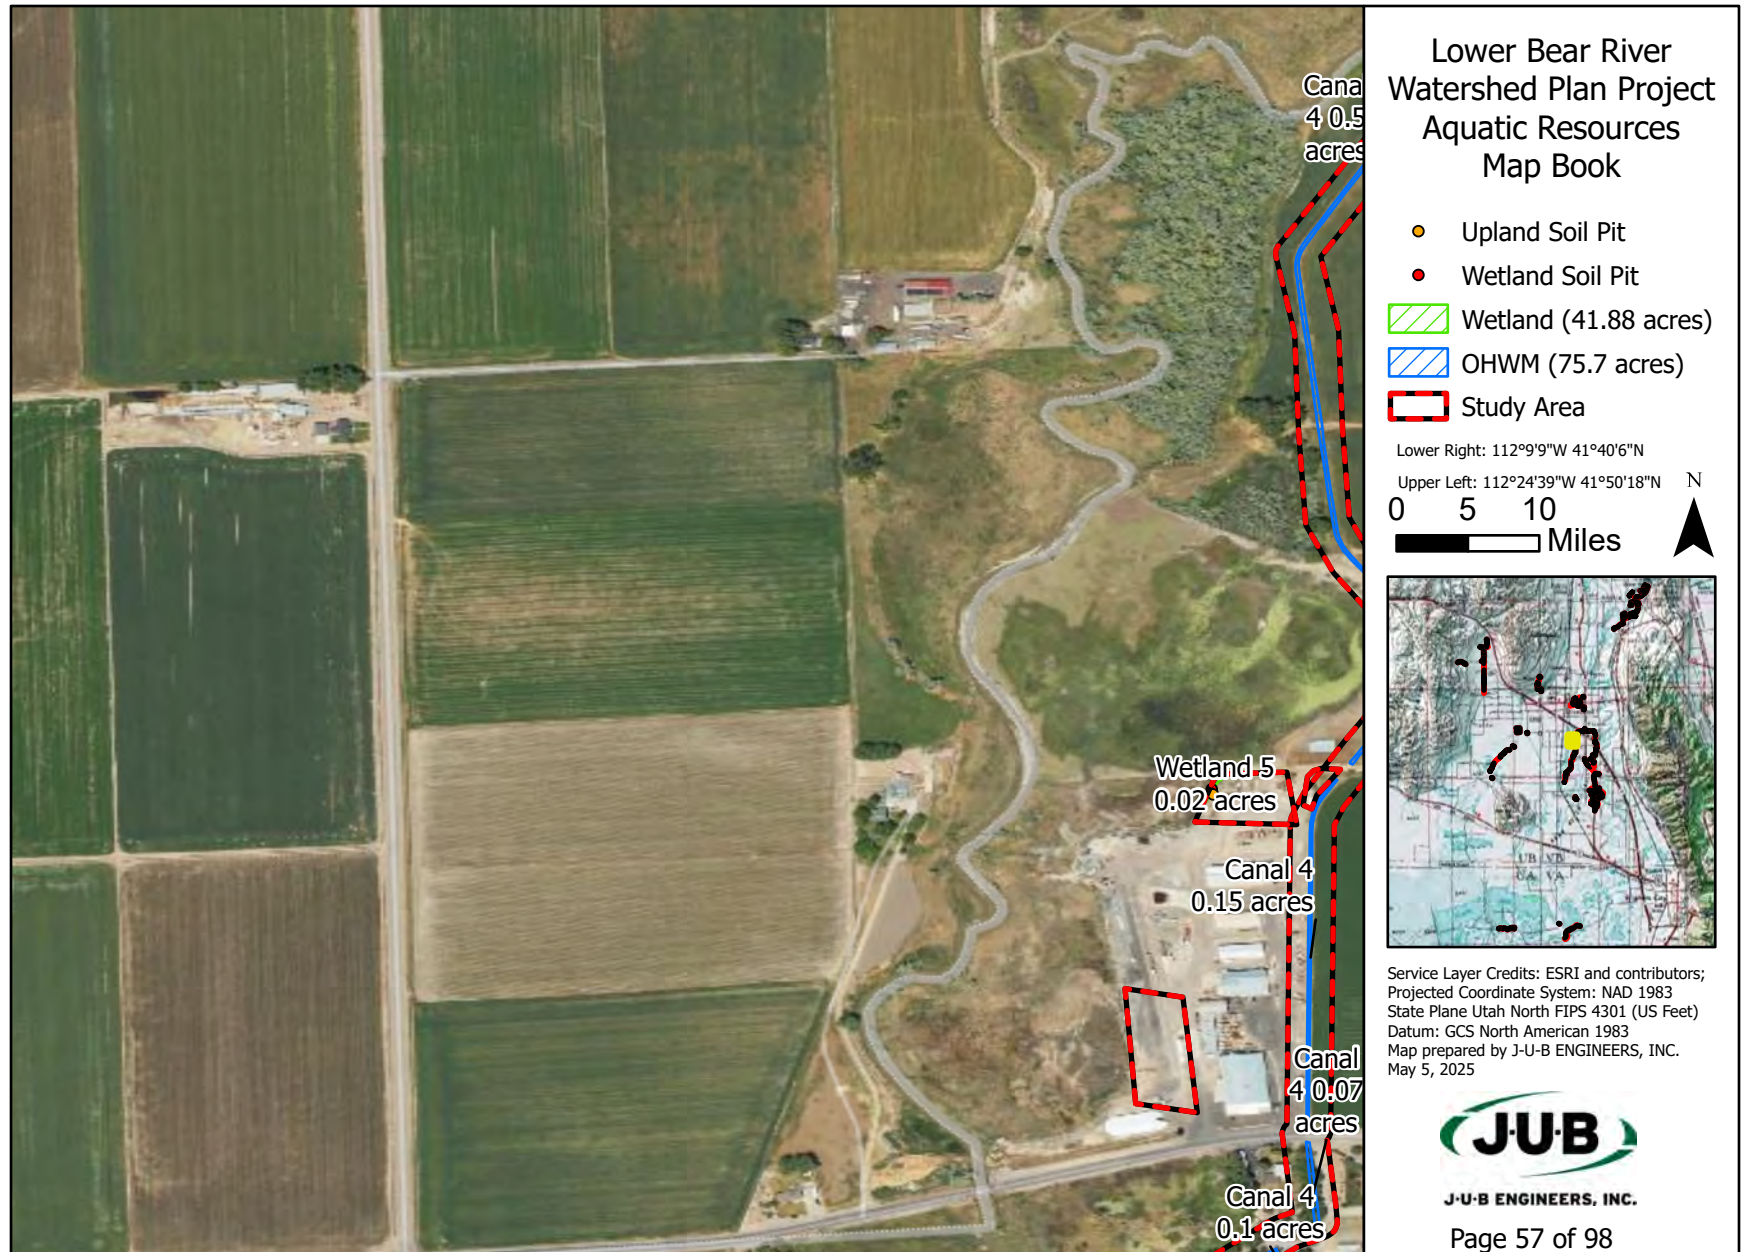 Lower Bear River
Watershed Plan Project
Aquatic Resources
Map Book
Upland Soil Pit
Wetland Soil Pit
Wetland (41.88 acres)
OHWM (75.7 acres)
Study Area
Lower Right: 112°9'9"W 41°40'6"N
Upper Left: 112°24'39"W 41°50'18"N
N
0 5 10
Miles
Service Layer Credits: ESRI and contributors;
Projected Coordinate System: NAD 1983
State Plane Utah North FIPS 4301 (US Feet)
Datum: GCS North American 1983
Map prepared by J-U-B ENGINEERS, INC.
May 5, 2025
J·U·B
J·U·B ENGINEERS, INC.
Page 57 of 98
Cana
4 0.5
acres
Wetland 5
0.02 acres
Canal 4
0.15 acres
Canal
4 0.07
acres
Canal 4
0.1 acres